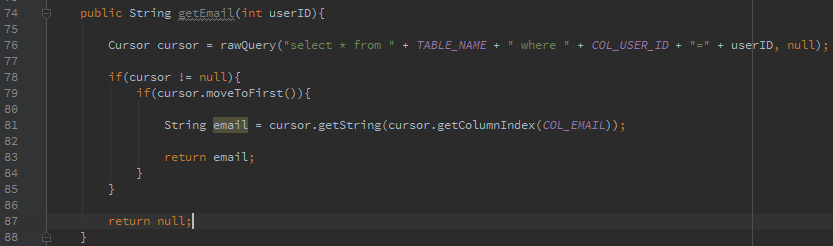 74 public String getEmail(int userID){
75
76 Cursor cursor = rawQuery("select * from " + TABLE_NAME + " where " + COL_USER_ID + "=" + userID, null);
77
78 if(cursor != null){
79 if(cursor.moveToFirst()){
80
81 String email = cursor.getString(cursor.getColumnIndex(COL_EMAIL));
82
83 return email;
84 }
85 }
86
87 return null;
88 }